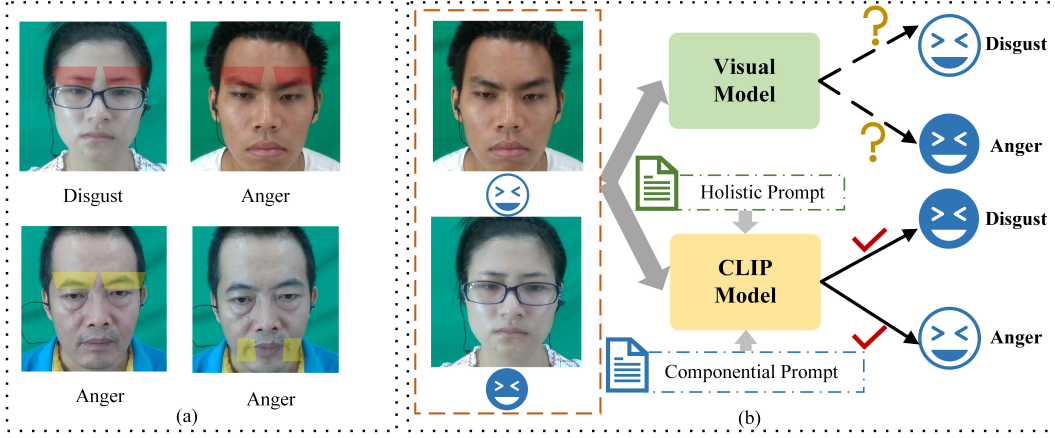 Disgust
Anger
Anger
Anger
(a)
Visual
Model
?
Disgust
?
Anger
Holistic Prompt
CLIP
Model
Componential Prompt
Disgust
Anger
(b)